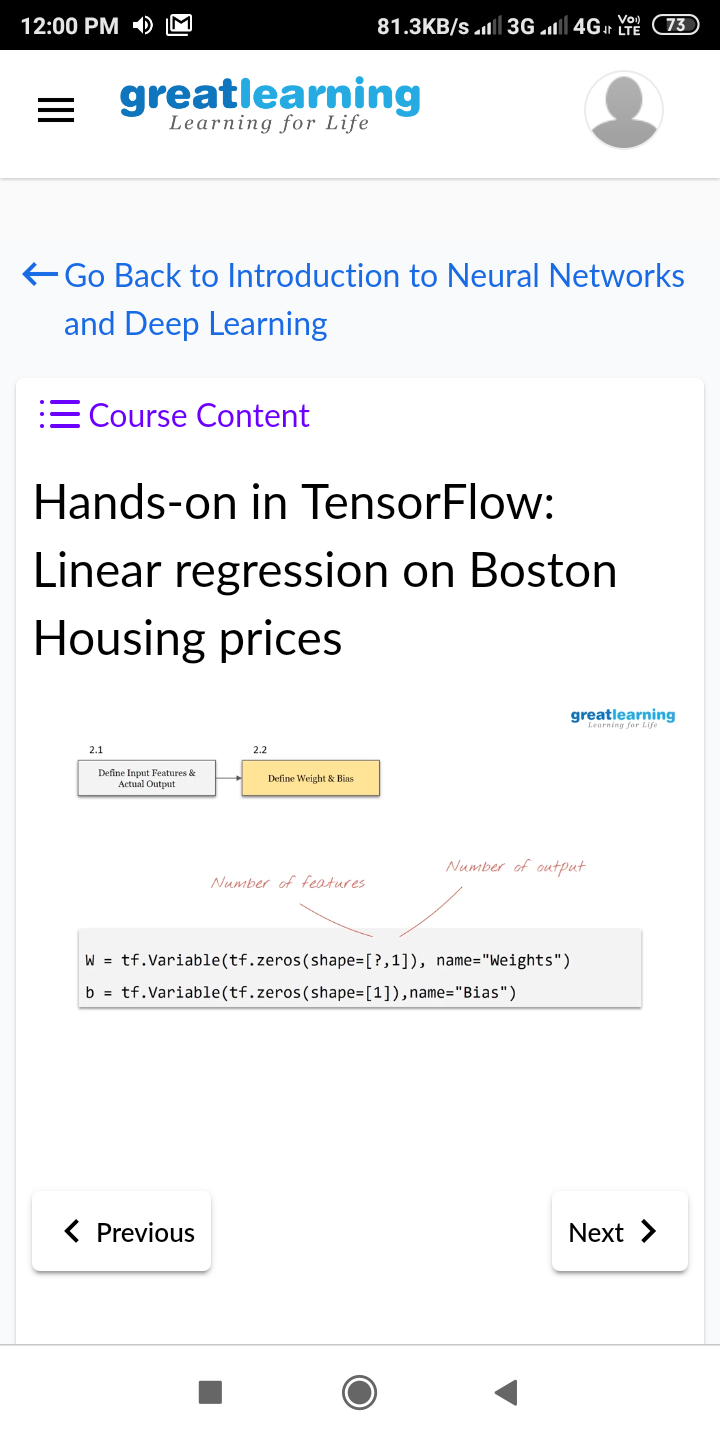 12:00 PM 81.3KB/s 3G 4G Vo) LTE 73
greatlearning
Learning for Life
Go Back to Introduction to Neural Networks
and Deep Learning
Course Content
Hands-on in TensorFlow:
Linear regression on Boston
Housing prices
greatlearning
Learning for Life
2.1 2.2
Define Input Features &
Actual Output
Define Weight & Bias
Number of output
Number of features
W = tf.Variable(tf.zeros(shape=[?,1]), name="Weights")
b = tf.Variable(tf.zeros(shape=[1]),name="Bias")
Previous Next